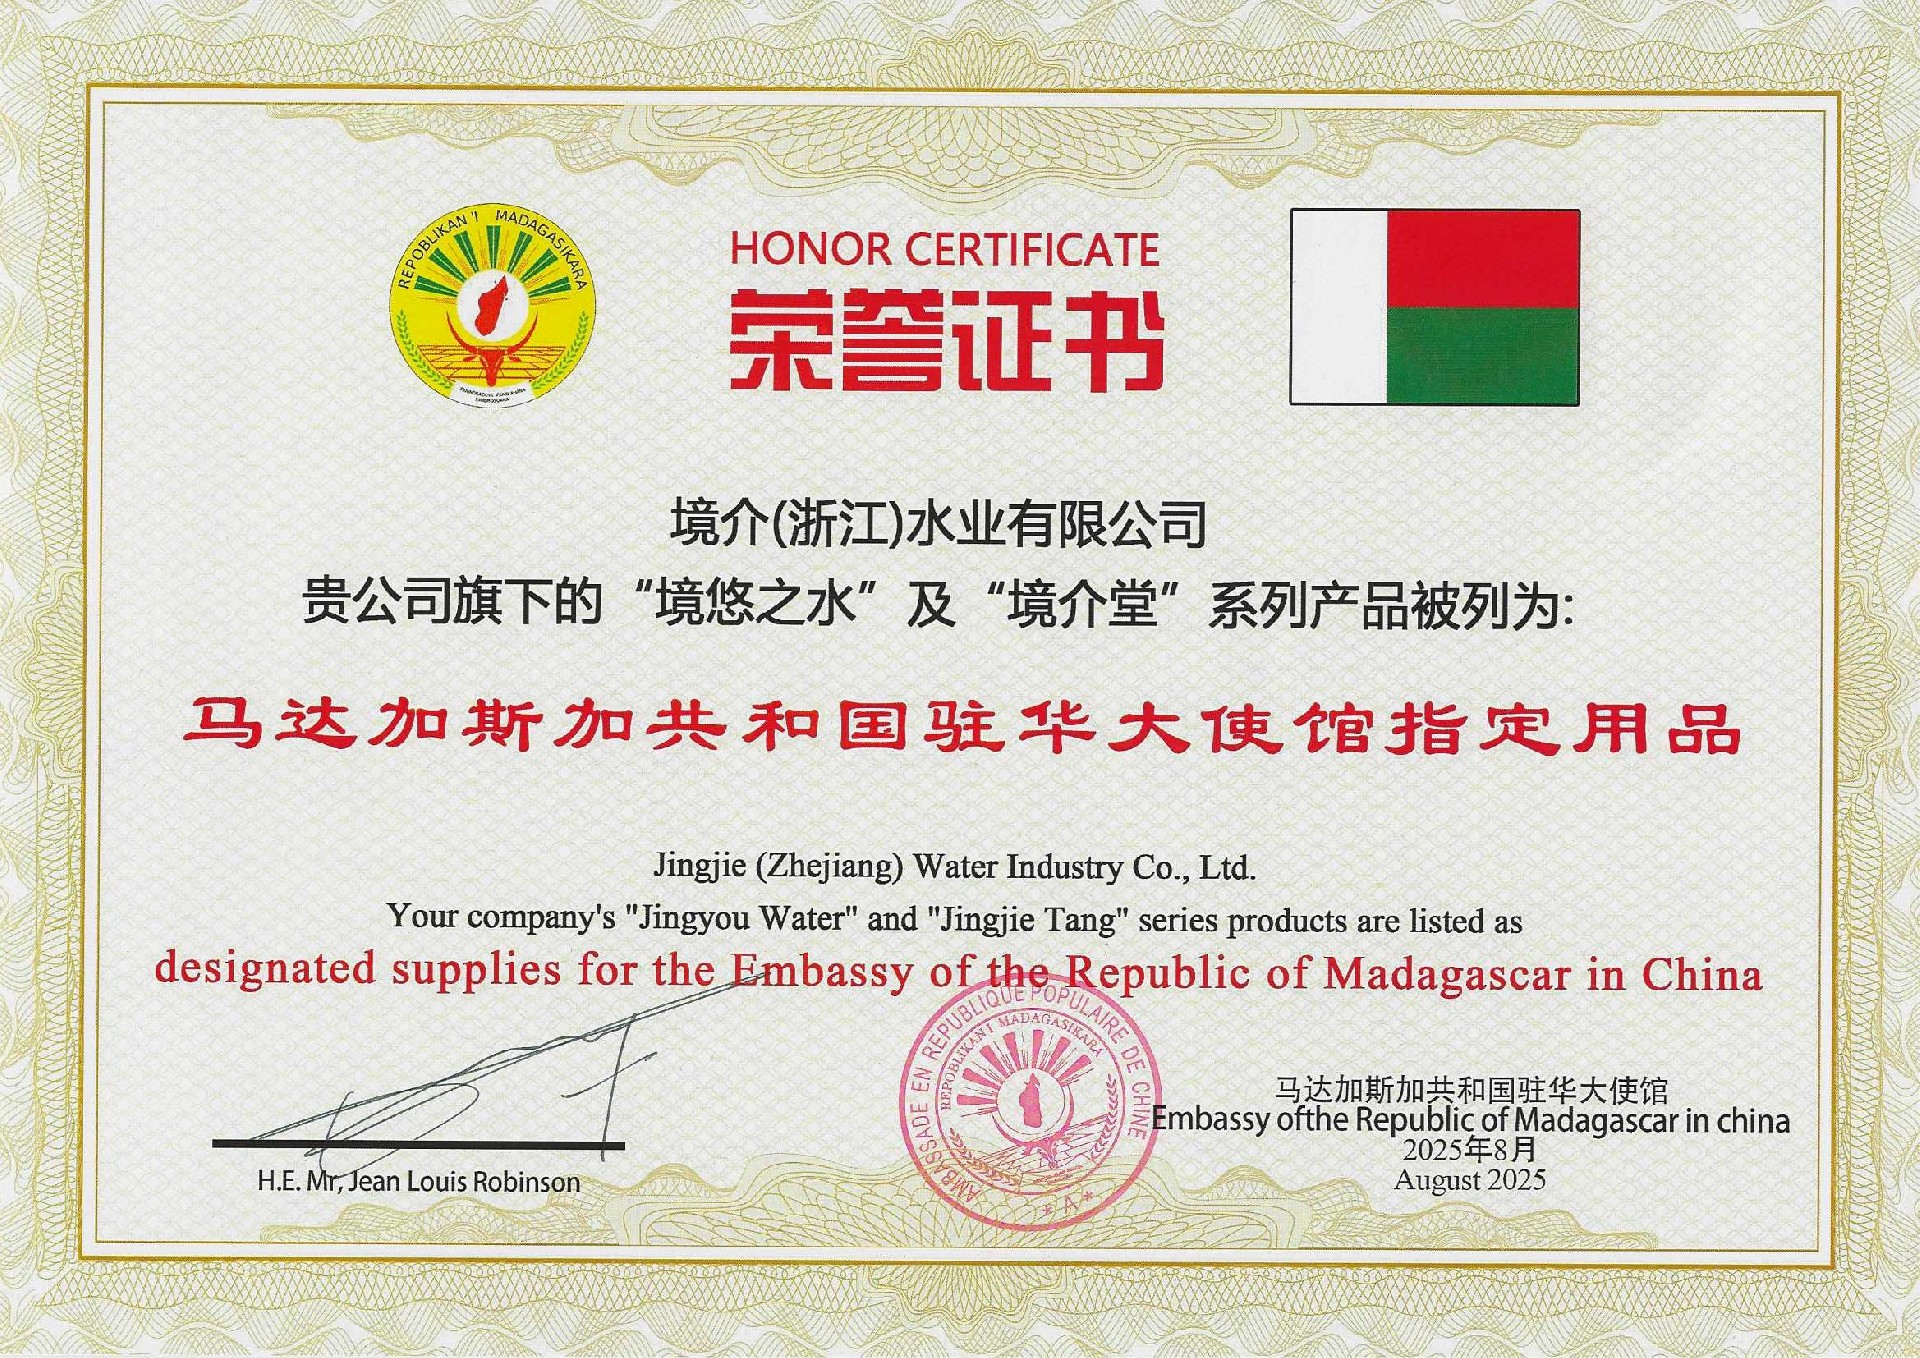 REPOBLIKAN'I MADAGASIKARA
HONOR CERTIFICATE
荣誉证书
境介(浙江)水业有限公司
贵公司旗下的“境悠之水”及“境介堂”系列产品被列为:
马达加斯加共和国驻华大使馆指定用品
Jingjie (Zhejiang) Water Industry Co., Ltd.
Your company's "Jingyou Water" and "Jingjie Tang" series products are listed as
designated supplies for the Embassy of the Republic of Madagascar in China
AMBASSADE EN REPUBLIQUE POPULAIRE DE CHINE
REPOBLIKAN'I MADAGASIKARA
* A *
马达加斯加共和国驻华大使馆
Embassy ofthe Republic of Madagascar in china
2025年8月
August 2025
H.E. Mr, Jean Louis Robinson